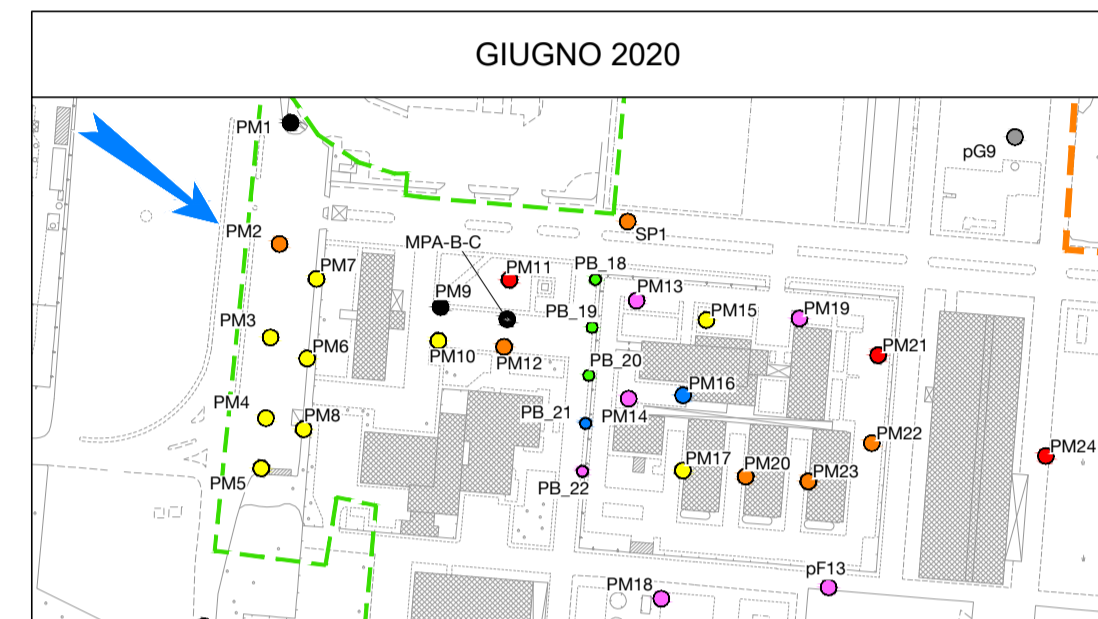 GIUGNO 2020
PM1
pG9
PM2
SP1
MPA-B-C
PM7
PM11
PB_18
PM9
PM13
PM19
PM15
PB_19
PM3
PM6
PM10
PM12
PM21
PB_20
PM16
PM4
PM8
PB_21
PM14
PM22
PM24
PM5
PM17
PM20
PM23
PB_22
PM18
pF13